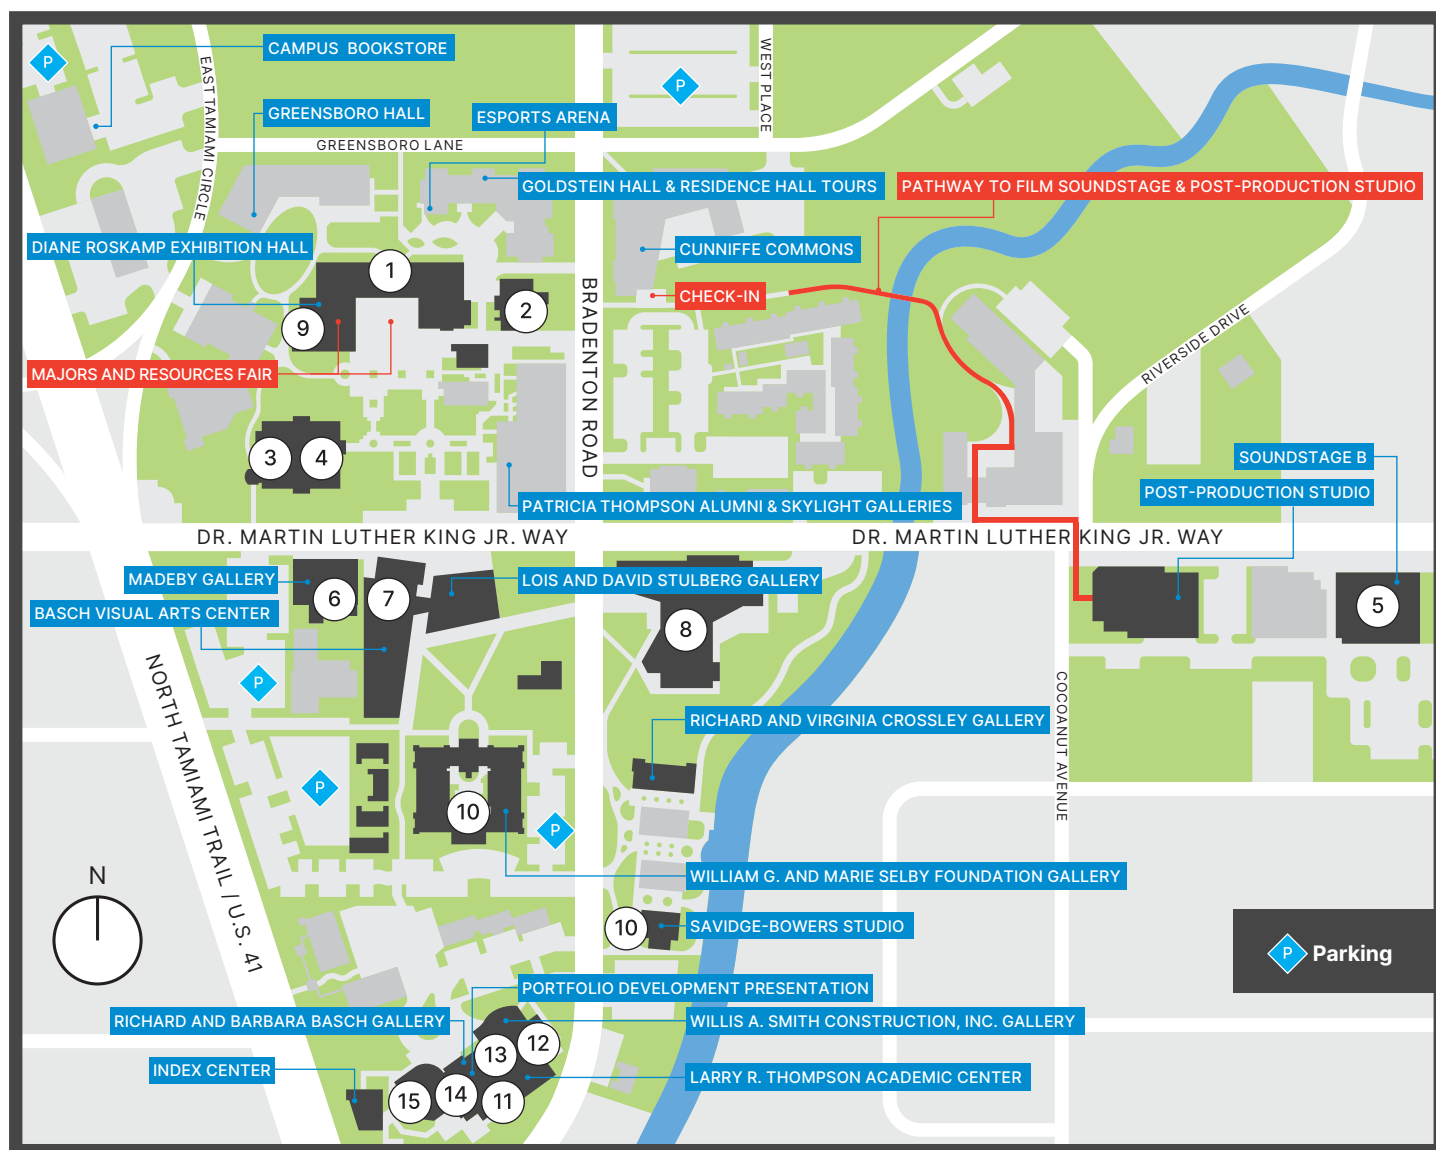 P
CAMPUS BOOKSTORE
EAST TAMIAMI CIRCLE
P
WEST PLACE
GREENSBORO HALL
ESPORTS ARENA
GREENSBORO LANE
GOLDSTEIN HALL & RESIDENCE HALL TOURS
PATHWAY TO FILM SOUNDSTAGE & POST-PRODUCTION STUDIO
DIANE ROSKAMP EXHIBITION HALL
CUNNIFFE COMMONS
1
CHECK-IN
2
9
BRADENTON ROAD
RIVERSIDE DRIVE
MAJORS AND RESOURCES FAIR
3
4
SOUNDSTAGE B
POST-PRODUCTION STUDIO
PATRICIA THOMPSON ALUMNI & SKYLIGHT GALLERIES
DR. MARTIN LUTHER KING JR. WAY
DR. MARTIN LUTHER KING JR. WAY
MADEBY GALLERY
LOIS AND DAVID STULBERG GALLERY
6
7
5
BASCH VISUAL ARTS CENTER
8
P
NORTH TAMIAMI TRAIL / U.S. 41
COCOANUT AVENUE
RICHARD AND VIRGINIA CROSSLEY GALLERY
P
10
P
WILLIAM G. AND MARIE SELBY FOUNDATION GALLERY
N
10
SAVIDGE-BOWERS STUDIO
P
Parking
PORTFOLIO DEVELOPMENT PRESENTATION
RICHARD AND BARBARA BASCH GALLERY
WILLIS A. SMITH CONSTRUCTION, INC. GALLERY
12
13
INDEX CENTER
LARRY R. THOMPSON ACADEMIC CENTER
15
14
11